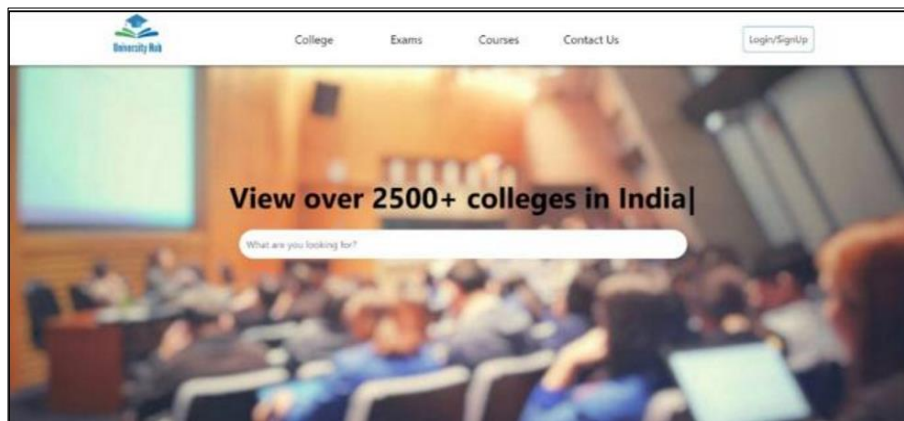 University Hub
College
Exams
Courses
Contact Us
Login/SignUp
View over 2500+ colleges in India|
What are you looking for?